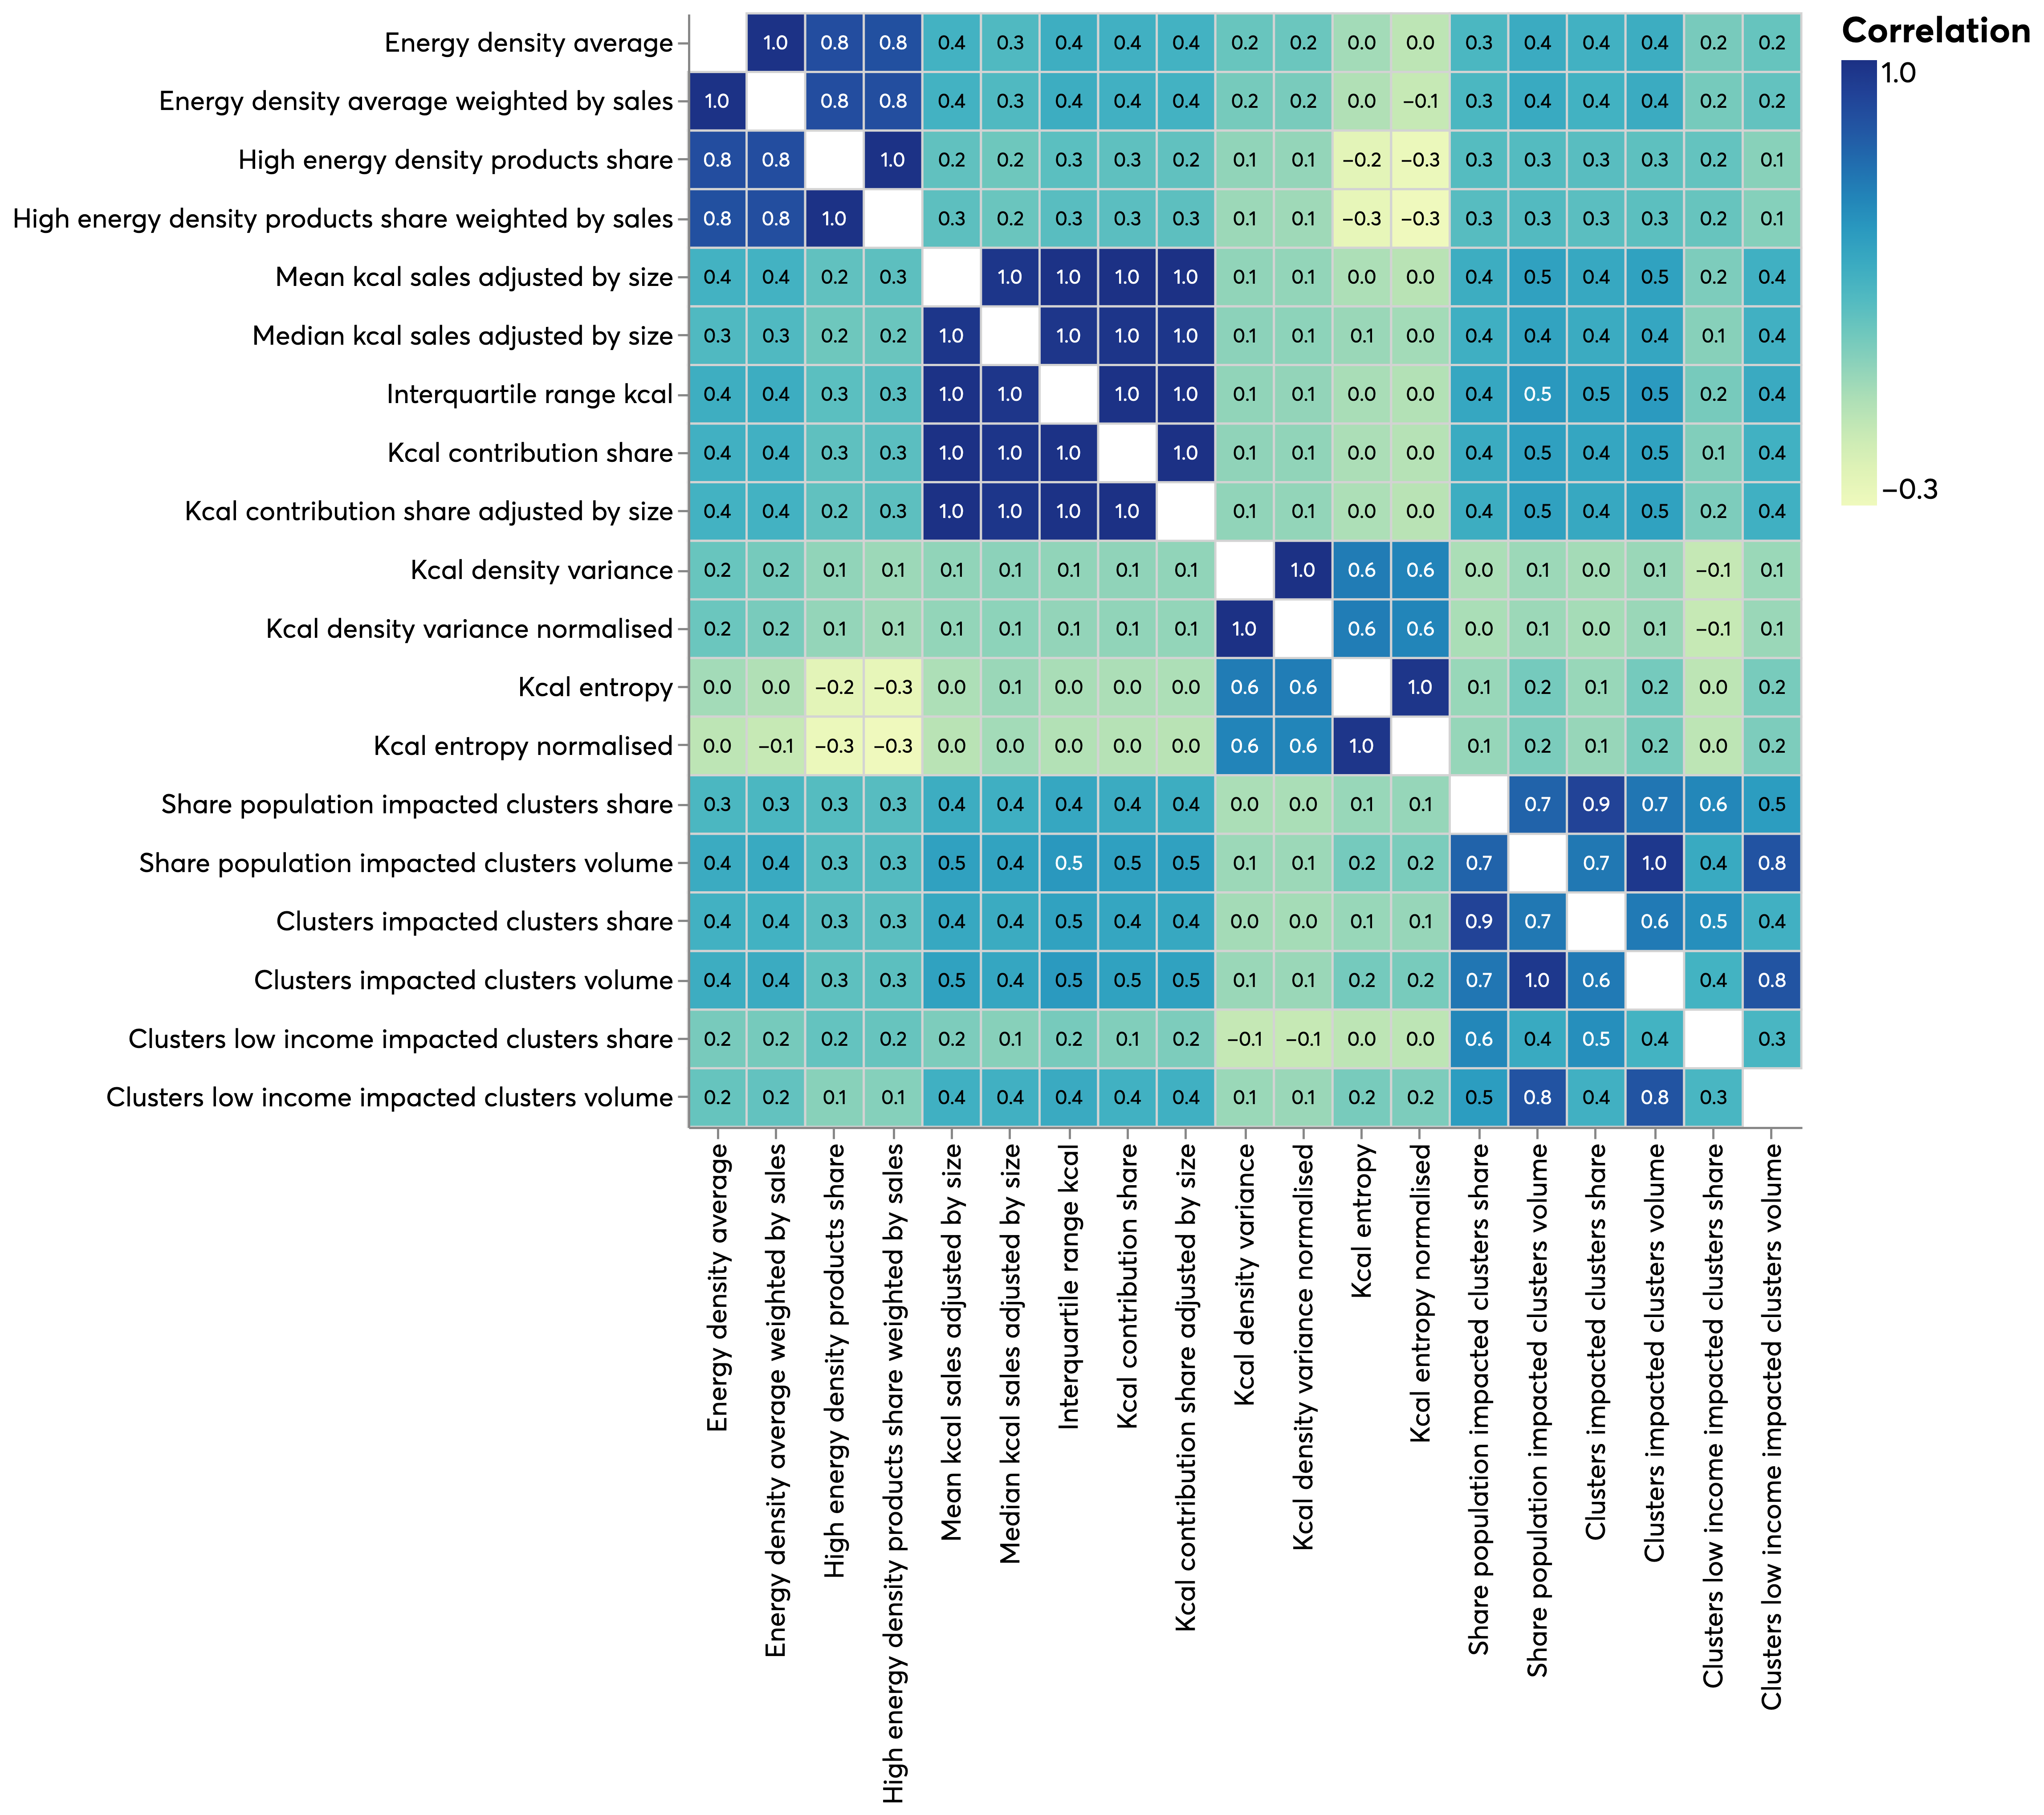 Correlation
1.0
−0.3
Energy density average 1.0 0.8 0.8 0.4 0.3 0.4 0.4 0.4 0.2 0.2 0.0 0.0 0.3 0.4 0.4 0.4 0.2 0.2
Energy density average weighted by sales 1.0 0.8 0.8 0.4 0.3 0.4 0.4 0.4 0.2 0.2 0.0 −0.1 0.3 0.4 0.4 0.4 0.2 0.2
High energy density products share 0.8 0.8 1.0 0.2 0.2 0.3 0.3 0.2 0.1 0.1 −0.2 −0.3 0.3 0.3 0.3 0.3 0.2 0.1
High energy density products share weighted by sales 0.8 0.8 1.0 0.3 0.2 0.3 0.3 0.3 0.1 0.1 −0.3 −0.3 0.3 0.3 0.3 0.3 0.2 0.1
Mean kcal sales adjusted by size 0.4 0.4 0.2 0.3 1.0 1.0 1.0 1.0 0.1 0.1 0.0 0.0 0.4 0.5 0.4 0.5 0.2 0.4
Median kcal sales adjusted by size 0.3 0.3 0.2 0.2 1.0 1.0 1.0 1.0 0.1 0.1 0.1 0.0 0.4 0.4 0.4 0.4 0.1 0.4
Interquartile range kcal 0.4 0.4 0.3 0.3 1.0 1.0 1.0 1.0 0.1 0.1 0.0 0.0 0.4 0.5 0.5 0.5 0.2 0.4
Kcal contribution share 0.4 0.4 0.3 0.3 1.0 1.0 1.0 1.0 0.1 0.1 0.0 0.0 0.4 0.5 0.4 0.5 0.1 0.4
Kcal contribution share adjusted by size 0.4 0.4 0.2 0.3 1.0 1.0 1.0 1.0 0.1 0.1 0.0 0.0 0.4 0.5 0.4 0.5 0.2 0.4
Kcal density variance 0.2 0.2 0.1 0.1 0.1 0.1 0.1 0.1 0.1 1.0 0.6 0.6 0.0 0.1 0.0 0.1 −0.1 0.1
Kcal density variance normalised 0.2 0.2 0.1 0.1 0.1 0.1 0.1 0.1 0.1 1.0 0.6 0.6 0.0 0.1 0.0 0.1 −0.1 0.1
Kcal entropy 0.0 0.0 −0.2 −0.3 0.0 0.1 0.0 0.0 0.0 0.6 0.6 1.0 0.1 0.2 0.1 0.2 0.0 0.2
Kcal entropy normalised 0.0 −0.1 −0.3 −0.3 0.0 0.0 0.0 0.0 0.0 0.6 0.6 1.0 0.1 0.2 0.1 0.2 0.0 0.2
Share population impacted clusters share 0.3 0.3 0.3 0.3 0.4 0.4 0.4 0.4 0.4 0.0 0.0 0.1 0.1 0.7 0.9 0.7 0.6 0.5
Share population impacted clusters volume 0.4 0.4 0.3 0.3 0.5 0.4 0.5 0.5 0.5 0.1 0.1 0.2 0.2 0.7 0.7 1.0 0.4 0.8
Clusters impacted clusters share 0.4 0.4 0.3 0.3 0.4 0.4 0.5 0.4 0.4 0.0 0.0 0.1 0.1 0.9 0.7 0.6 0.5 0.4
Clusters impacted clusters volume 0.4 0.4 0.3 0.3 0.5 0.4 0.5 0.5 0.5 0.1 0.1 0.2 0.2 0.7 1.0 0.6 0.4 0.8
Clusters low income impacted clusters share 0.2 0.2 0.2 0.2 0.2 0.1 0.2 0.1 0.2 −0.1 −0.1 0.0 0.0 0.6 0.4 0.5 0.4 0.3
Clusters low income impacted clusters volume 0.2 0.2 0.1 0.1 0.4 0.4 0.4 0.4 0.4 0.1 0.1 0.2 0.2 0.5 0.8 0.4 0.8 0.3
Energy density average
Energy density average weighted by sales
High energy density products share
High energy density products share weighted by sales
Mean kcal sales adjusted by size
Median kcal sales adjusted by size
Interquartile range kcal
Kcal contribution share
Kcal contribution share adjusted by size
Kcal density variance
Kcal density variance normalised
Kcal entropy
Kcal entropy normalised
Share population impacted clusters share
Share population impacted clusters volume
Clusters impacted clusters share
Clusters impacted clusters volume
Clusters low income impacted clusters share
Clusters low income impacted clusters volume